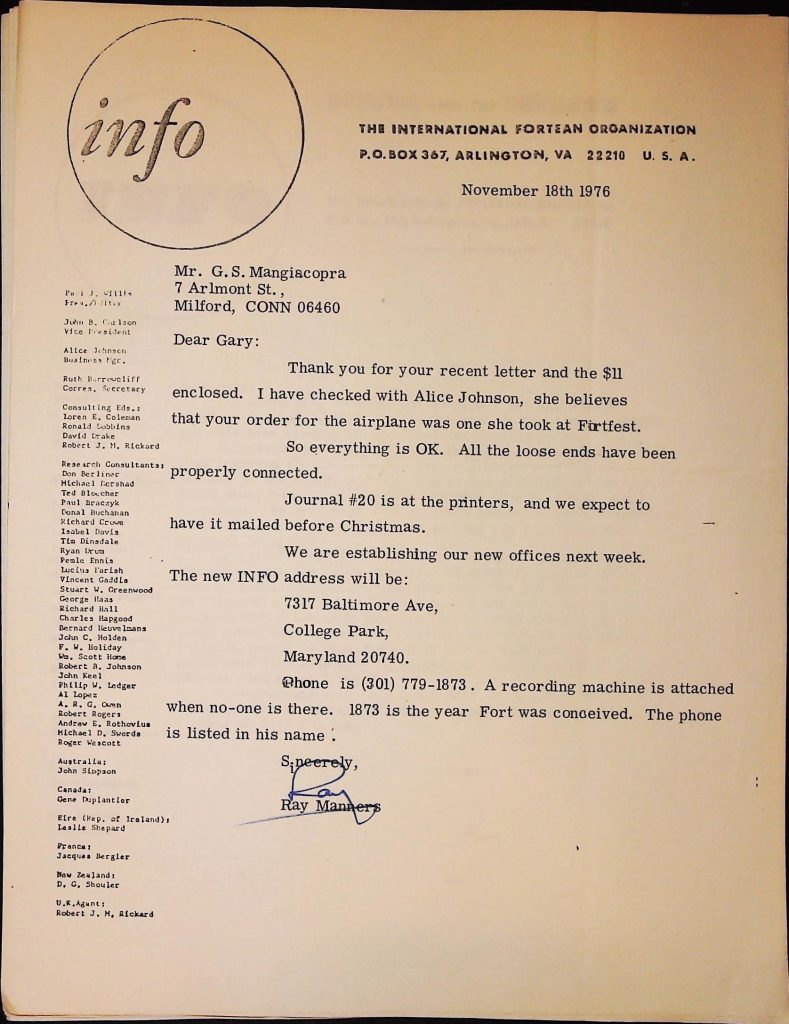 info
THE INTERNATIONAL FORTEAN ORGANIZATION
P.O.BOX 367, ARLINGTON, VA 22210 U. S. A.
November 18th 1976
Mr. G.S. Mangiacopra
7 Arlmont St.,
Milford, CONN 06460
Dear Gary:
Thank you for your recent letter and the $11
enclosed. I have checked with Alice Johnson, she believes
that your order for the airplane was one she took at Fortfest.
So everything is OK. All the loose ends have been
properly connected.
Journal #20 is at the printers, and we expect to
have it mailed before Christmas.
We are establishing our new offices next week.
The new INFO address will be:
7317 Baltimore Ave,
College Park,
Maryland 20740.
Phone is (301) 779-1873. A recording machine is attached
when no-one is there. 1873 is the year Fort was conceived. The phone
is listed in his name.
Sincerely,
Ray
Ray Manners
Paul J. Willis
Pres./Editor
John B. Carlson
Vice President
Alice Johnson
Business Mgr.
Ruth Barrowcliff
Corres. Secretary
Consulting Eds.:
Loren E. Coleman
Ronald Dobbins
David Drake
Robert J. M. Rickard
Research Consultants:
Don Berliner
Michael Bershad
Ted Bloecher
Paul Braczyk
Donal Buchanan
Richard Crowe
Isabel Davis
Tim Dinsdale
Ryan Drum
Pemle Ennis
Lucius Farish
Vincent Gaddis
Stuart W. Greenwood
George Haas
Richard Hall
Charles Hapgood
Bernard Heuvelmans
John C. Holden
F. W. Holiday
Wm. Scott Home
Robert B. Johnson
John Keel
Philip W. Ledger
Al Lopez
A. R. G. Owen
Robert Rogers
Andrew E. Rothovius
Michael D. Swords
Roger Wescott
Australia:
John Simpson
Canada:
Gene Duplantier
Eire (Rep. of Ireland):
Leslie Shepard
France:
Jacques Bergier
New Zealand:
D. G. Shouler
U.K.Agent:
Robert J. M. Rickard